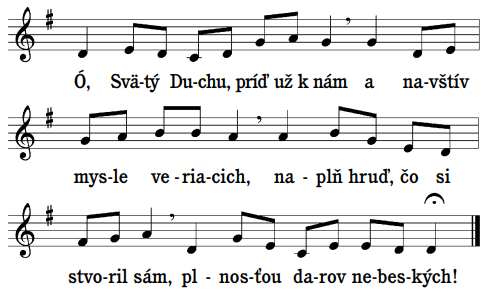 Ó, Svä-tý Du-chu, príď už k nám a na-vštív
mys-le ve-ria-cich, na-plň hruď, čo si
stvo-ril sám, pl-nos-ťou da-rov ne-bes-kých!